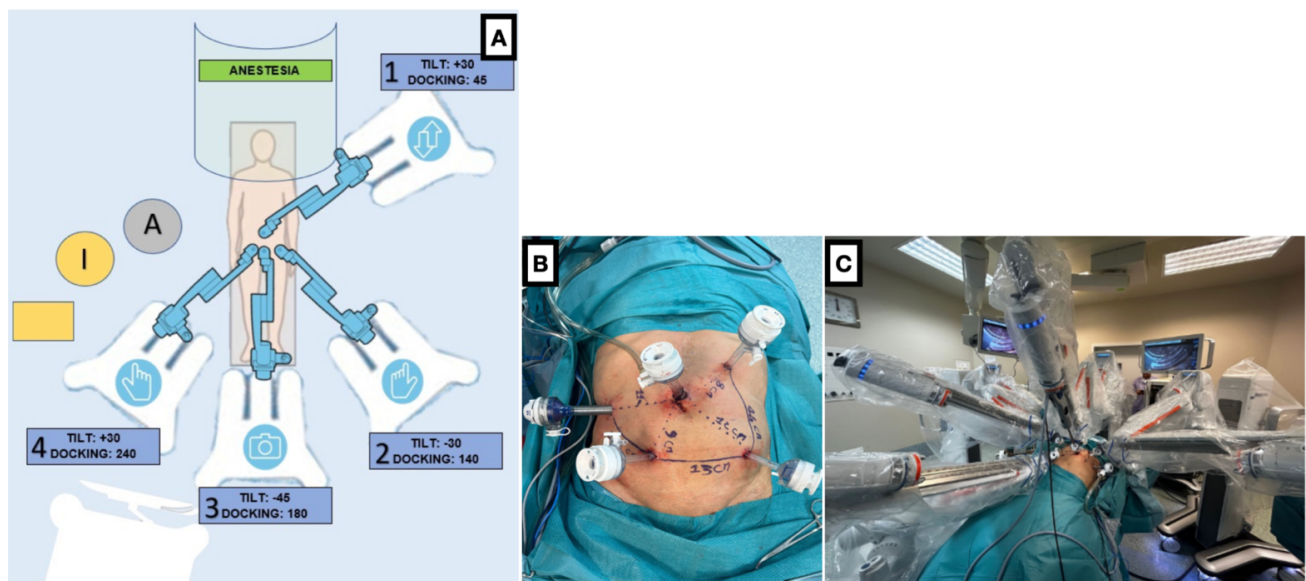 A
ANESTESIA
1 TILT: +30
DOCKING: 45
A
I
4 TILT: +30
DOCKING: 240
2 TILT: -30
DOCKING: 140
3 TILT: -45
DOCKING: 180
B
13CM
C